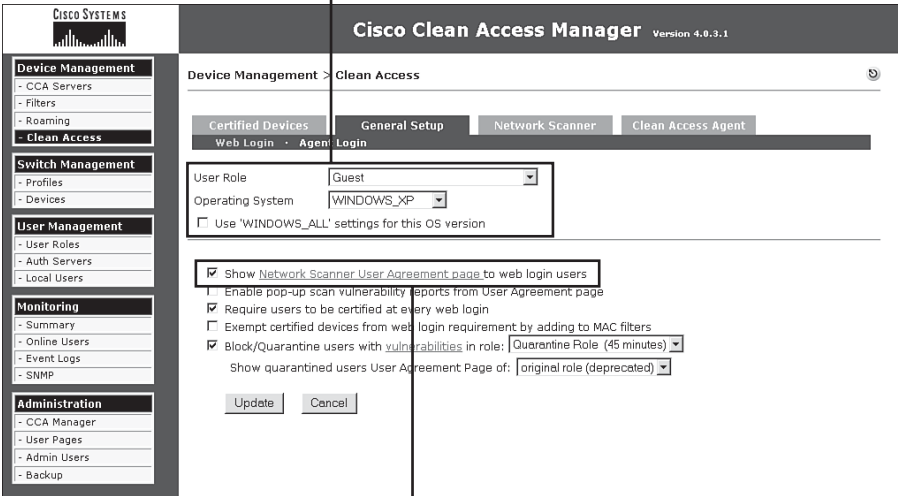 CISCO SYSTEMS
Cisco Clean Access Manager Version 4.0.3.1
Device Management
- CCA Servers
- Filters
- Roaming
- Clean Access
Switch Management
- Profiles
- Devices
User Management
- User Roles
- Auth Servers
- Local Users
Monitoring
- Summary
- Online Users
- Event Logs
- SNMP
Administration
- CCA Manager
- User Pages
- Admin Users
- Backup
Device Management > Clean Access
Certified Devices General Setup Network Scanner Clean Access Agent
Web Login · Agent Login
User Role Guest
Operating System WINDOWS_XP
Use 'WINDOWS_ALL' settings for this OS version
Show Network Scanner User Agreement page to web login users
Enable pop-up scan vulnerability reports from User Agreement page
Require users to be certified at every web login
Exempt certified devices from web login requirement by adding to MAC filters
Block/Quarantine users with vulnerabilities in role: Quarantine Role (45 minutes)
Show quarantined users User Agreement Page of: original role (deprecated)
Update Cancel